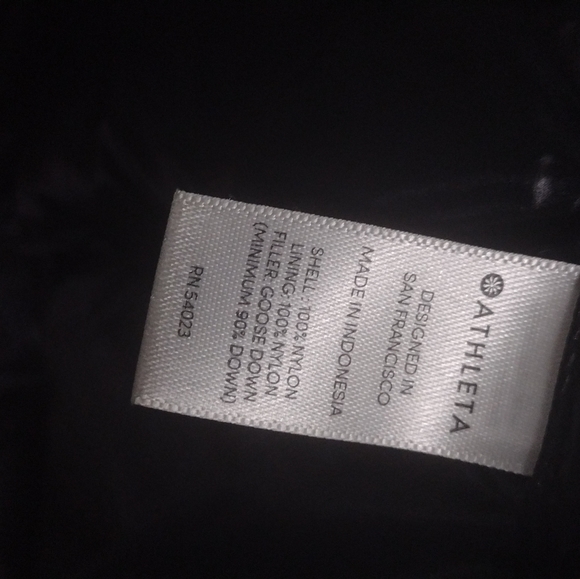 ATHLETA
DESIGNED IN
SAN FRANCISCO
MADE IN INDONESIA
SHELL: 100% NYLON
LINING: 100% NYLON
FILLER: GOOSE DOWN
(MINIMUM 90% DOWN)
RN 54023